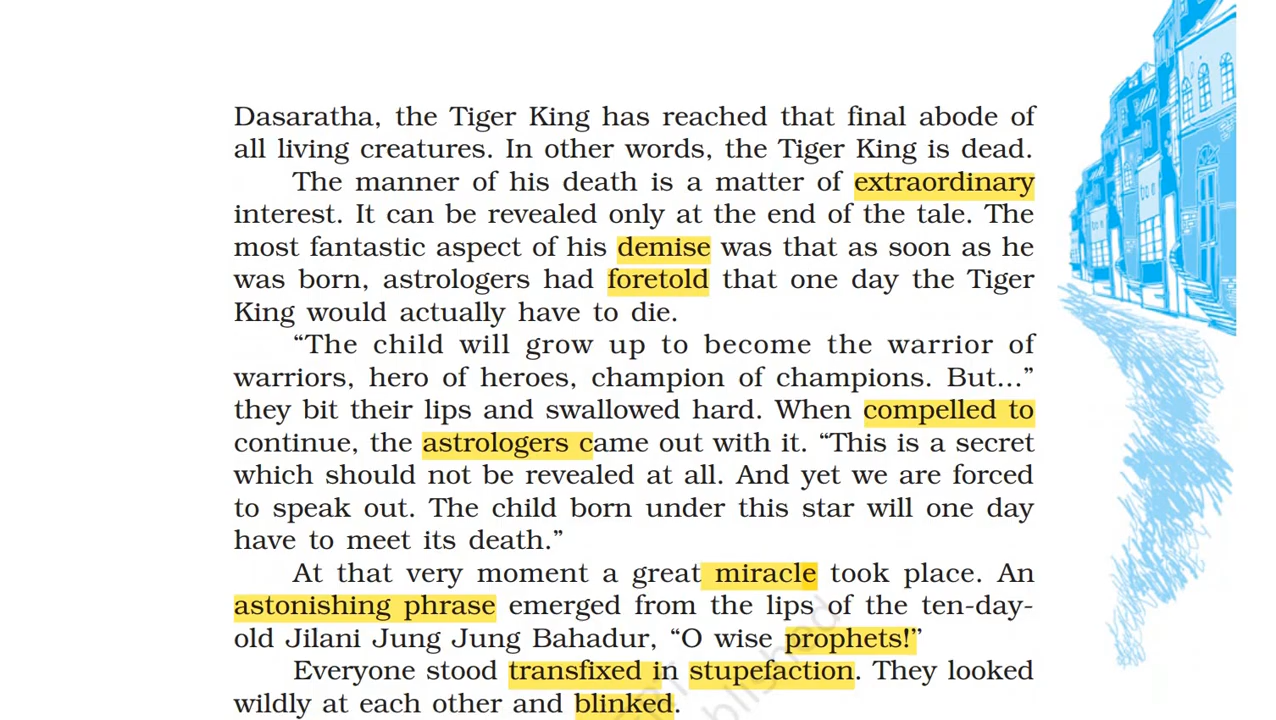 Dasaratha, the Tiger King has reached that final abode of
all living creatures. In other words, the Tiger King is dead.
The manner of his death is a matter of extraordinary
interest. It can be revealed only at the end of the tale. The
most fantastic aspect of his demise was that as soon as he
was born, astrologers had foretold that one day the Tiger
King would actually have to die.
“The child will grow up to become the warrior of
warriors, hero of heroes, champion of champions. But...”
they bit their lips and swallowed hard. When compelled to
continue, the astrologers came out with it. “This is a secret
which should not be revealed at all. And yet we are forced
to speak out. The child born under this star will one day
have to meet its death.”
At that very moment a great miracle took place. An
astonishing phrase emerged from the lips of the ten-day-
old Jilani Jung Jung Bahadur, “O wise prophets!”
Everyone stood transfixed in stupefaction. They looked
wildly at each other and blinked.